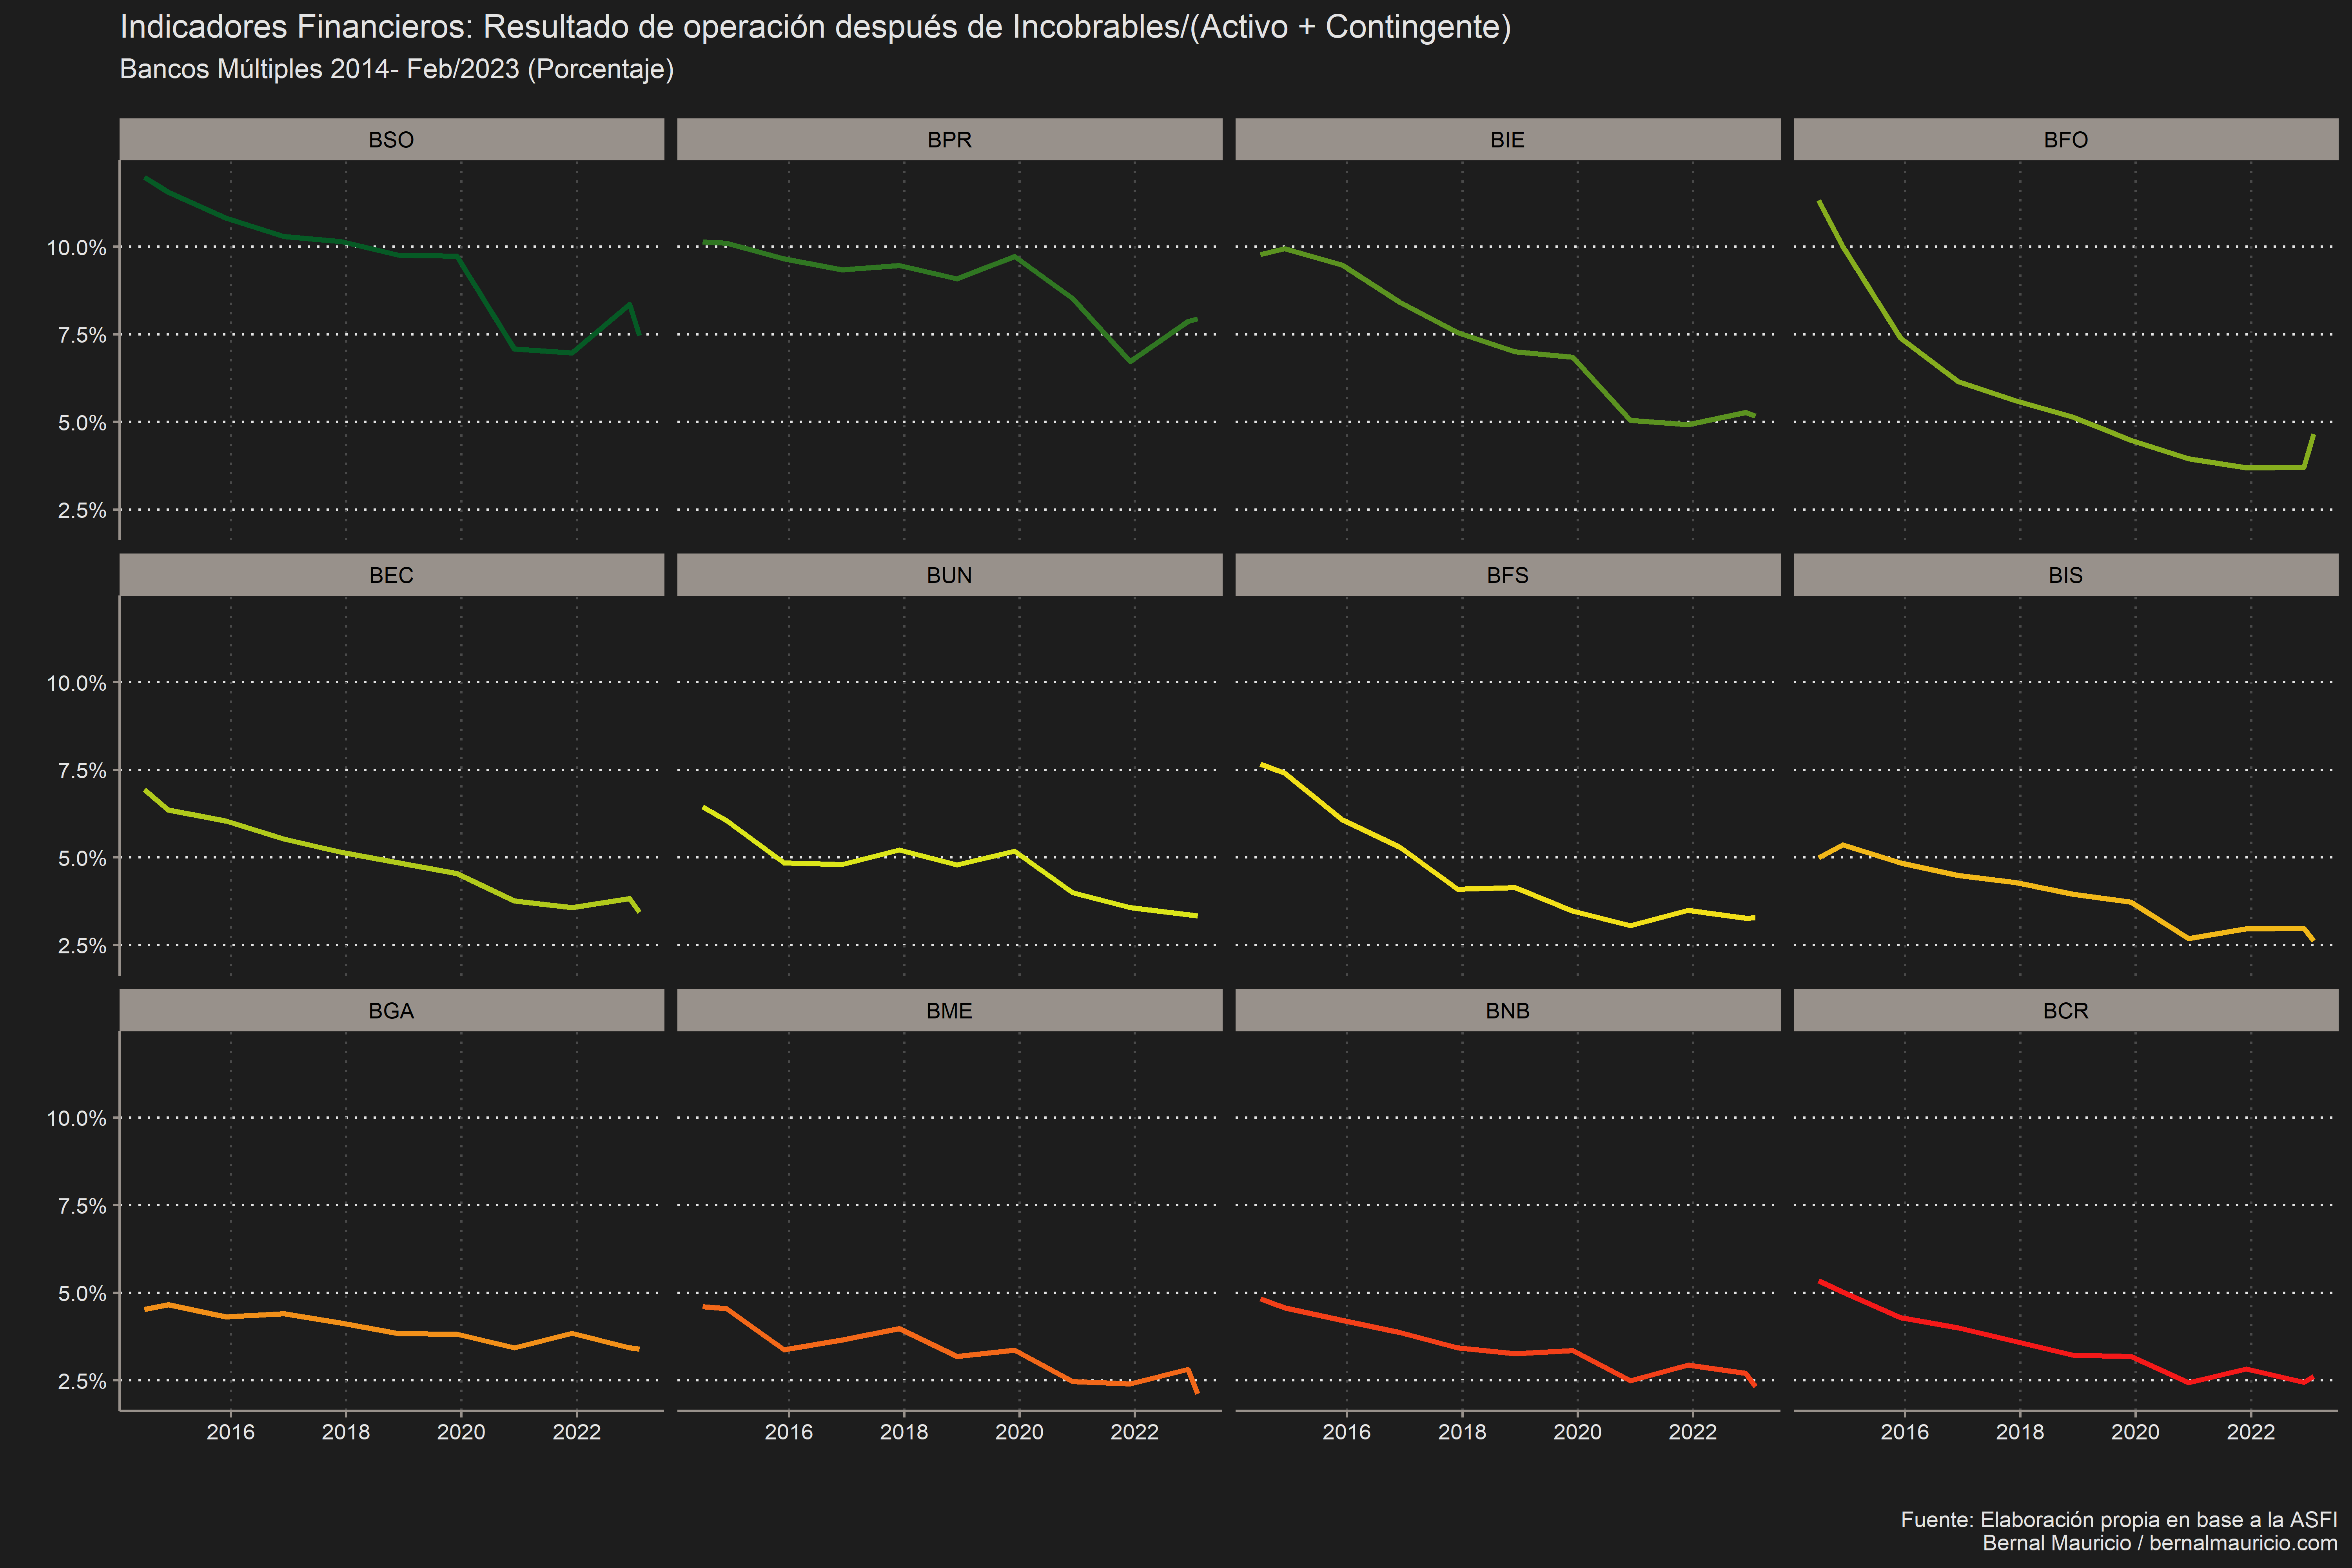 Indicadores Financieros: Resultado de operación después de Incobrables/(Activo + Contingente)
Bancos Múltiples 2014- Feb/2023 (Porcentaje)
BSO BPR BIE BFO
10.0%
7.5%
5.0%
2.5%
BEC BUN BFS BIS
10.0%
7.5%
5.0%
2.5%
BGA BME BNB BCR
10.0%
7.5%
5.0%
2.5%
2016 2018 2020 2022 2016 2018 2020 2022 2016 2018 2020 2022 2016 2018 2020 2022
Fuente: Elaboración propia en base a la ASFI
Bernal Mauricio / bernalmauricio.com